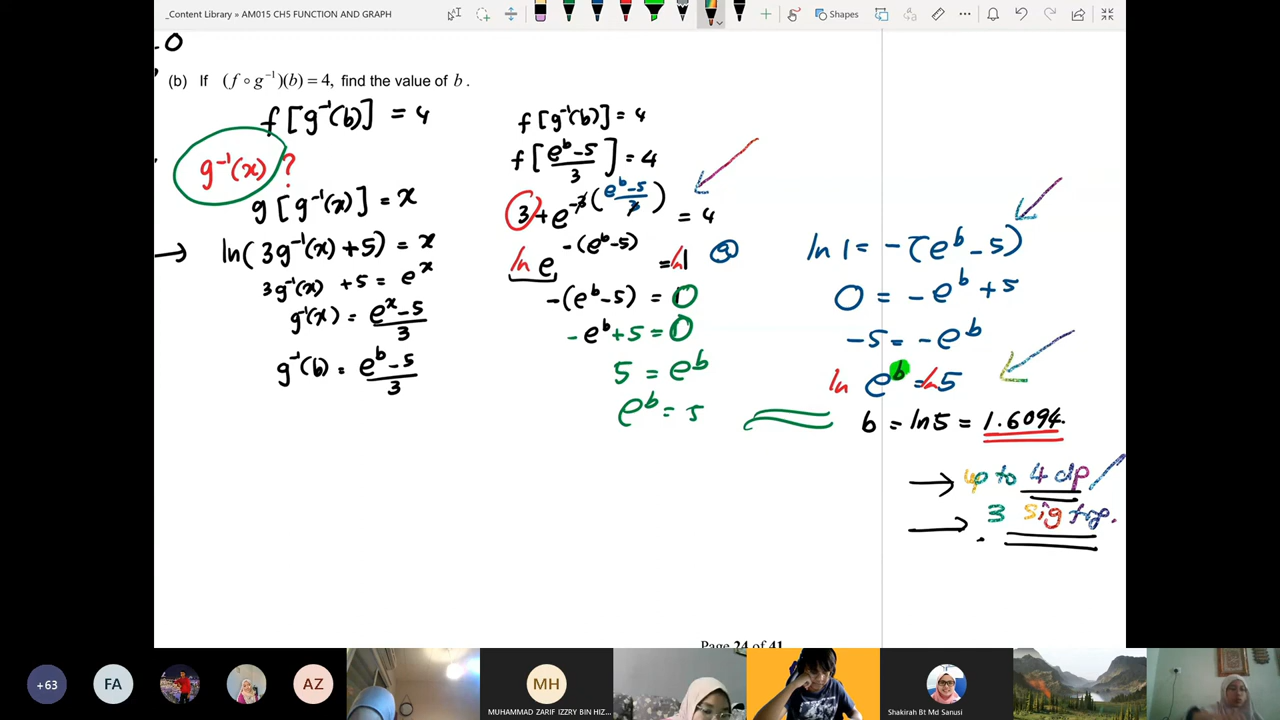 _Content Library » AM015 CH5 FUNCTION AND GRAPH
Shapes
- 0
(b) If (f ∘ g⁻¹)(b) = 4, find the value of b .
f [g⁻¹(b)] = 4
g⁻¹(x) ?
g [g⁻¹(x)] = x
→ ln(3g⁻¹(x) + 5) = x
3g⁻¹(x) + 5 = eˣ
g⁻¹(x) = (eˣ - 5)/3
g⁻¹(b) = (eᵇ - 5)/3
f [g⁻¹(b)] = 4
f [(eᵇ - 5)/3] = 4
3 + e^(-3((eᵇ - 5)/3)) = 4
ln e^(-(eᵇ - 5)) = ln 1
-(eᵇ - 5) = 0
-eᵇ + 5 = 0
5 = eᵇ
eᵇ = 5
ln 1 = -(eᵇ - 5)
0 = -eᵇ + 5
-5 = -eᵇ
ln eᵇ = ln 5
b = ln 5 = 1.6094.
→ up to 4 dp /
→ 3 sig fig.
Page 24 of 41
+63
FA
AZ
MH
MUHAMMAD ZARIF IZZRY BIN HIZ...
Shakirah Bt Md Sanusi